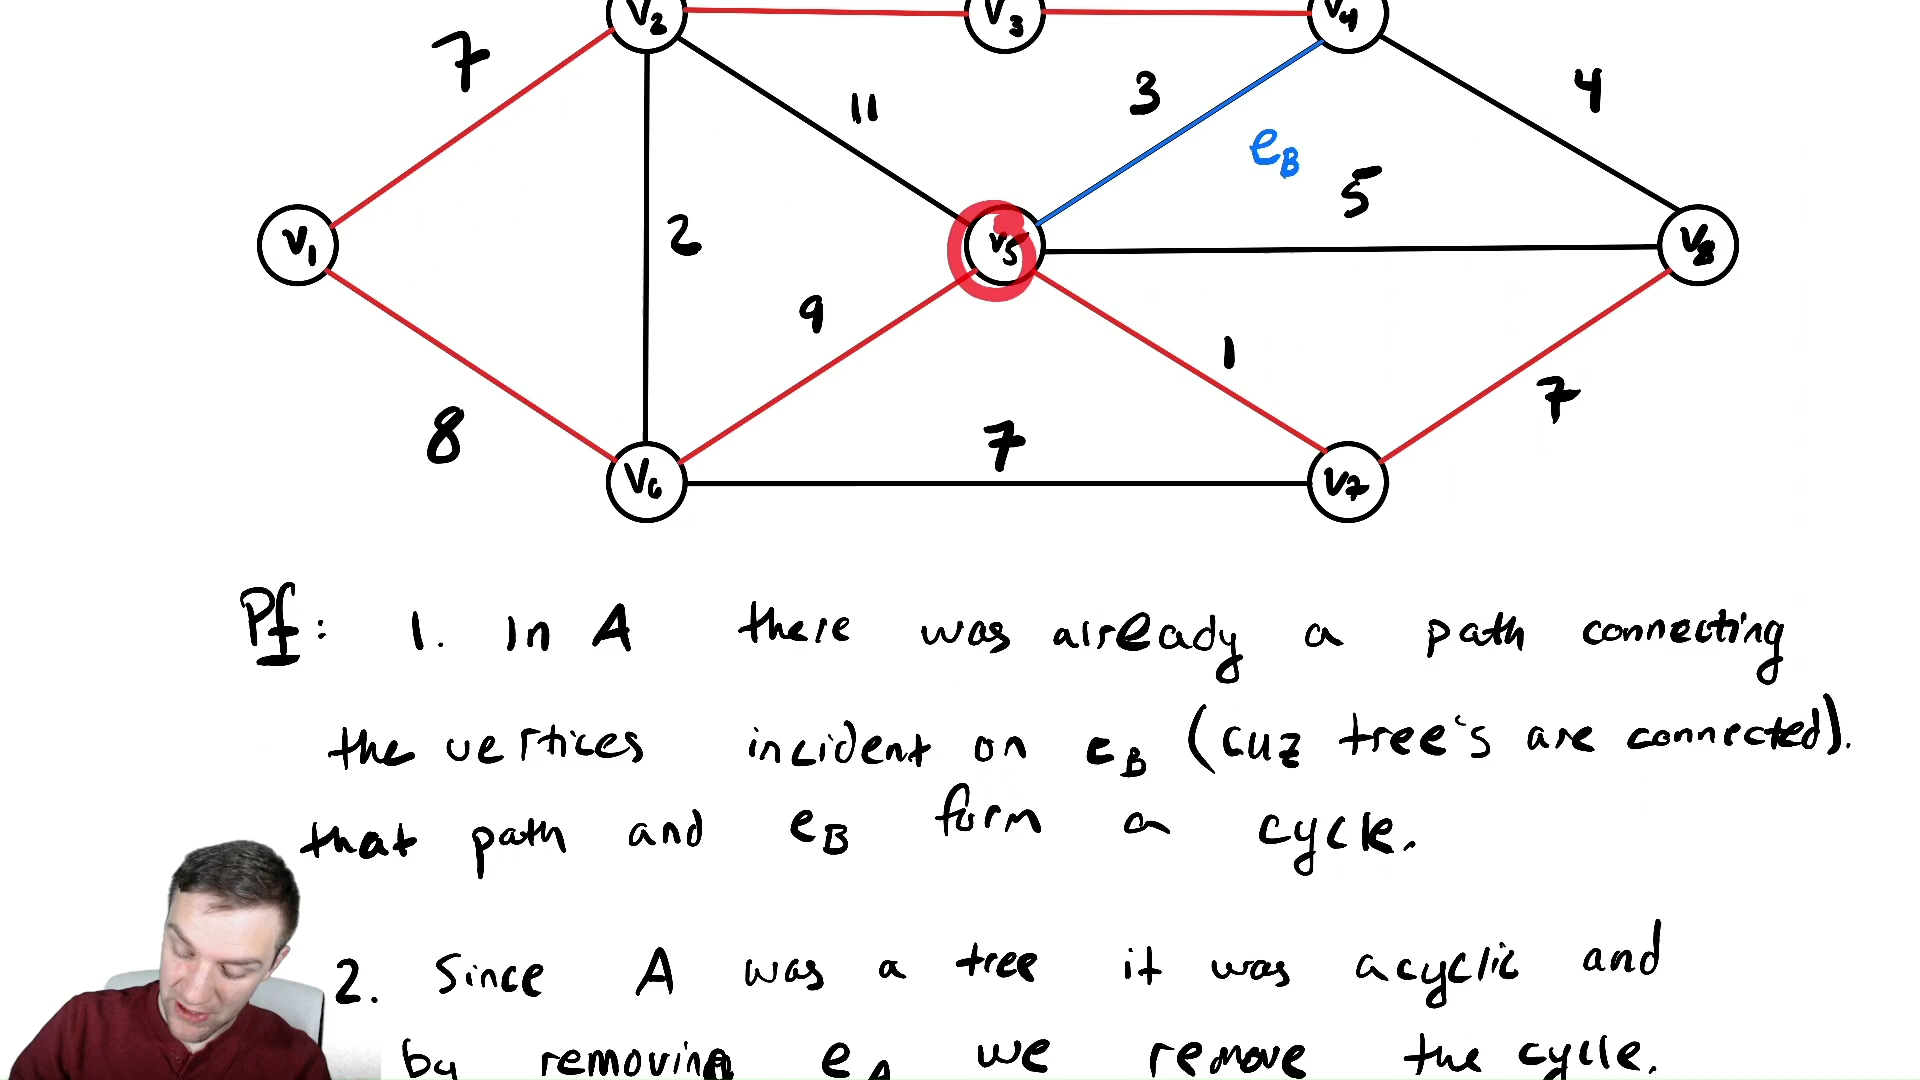 V2 V3 V4
7 11 3 4
eB
5
V1 2 V5 V8
9
1
8 7 7
V6 V7
Pf: 1. In A there was already a path connecting
the vertices incident on eB (cuz tree's are connected).
that path and eB form a cycle.
2. Since A was a tree it was acyclic and
by removing eA we remove the cycle.